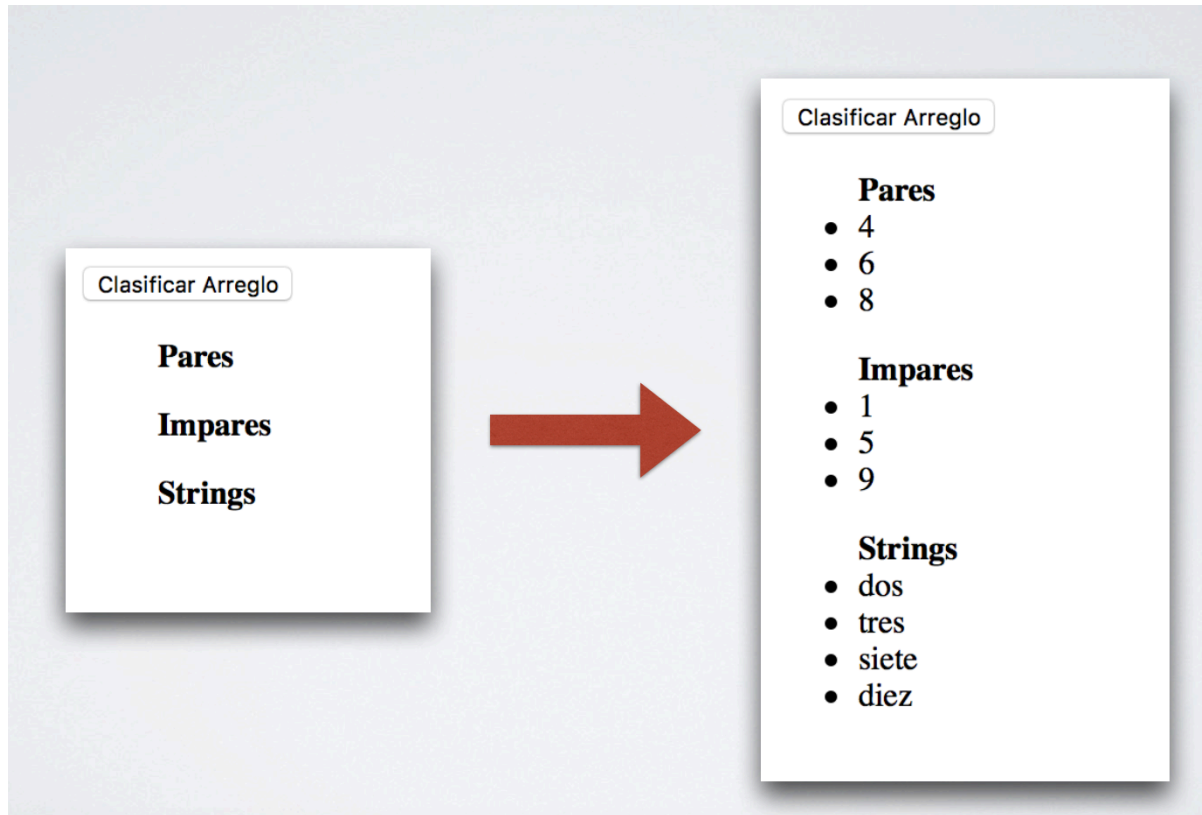 Clasificar Arreglo
Pares
Impares
Strings
Clasificar Arreglo
Pares
4
6
8
Impares
1
5
9
Strings
dos
tres
siete
diez